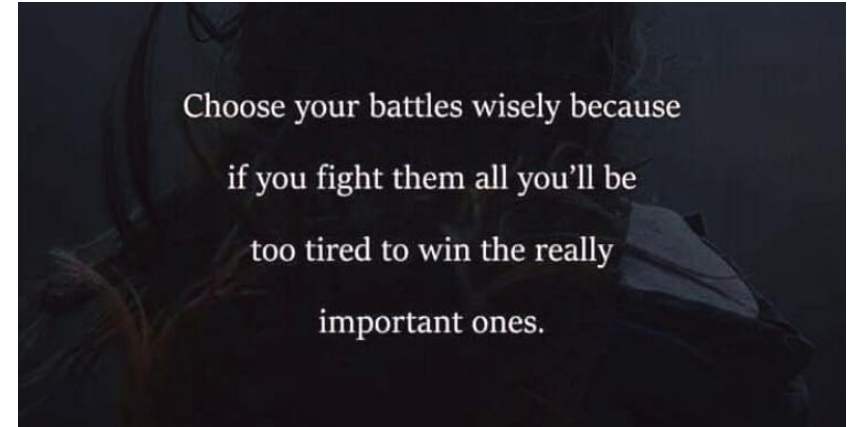 Choose your battles wisely because
if you fight them all you’ll be
too tired to win the really
important ones.